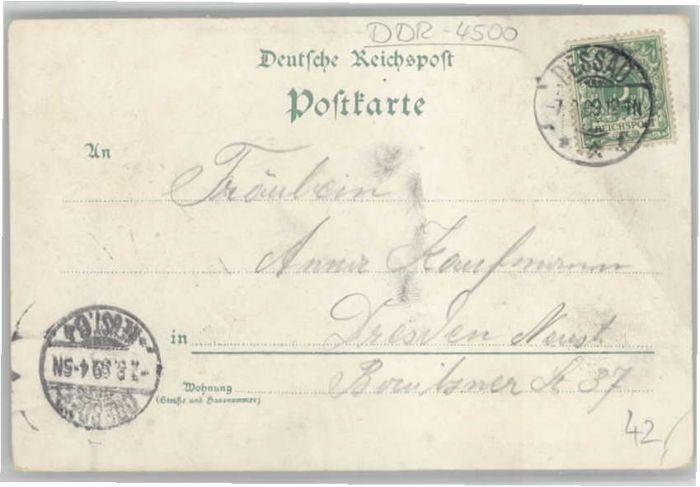 DDR-4500
Deutsche Reichspost
Postkarte
DESSAU
REICHSPOST
An
Fräulein
Anna Kaufmann
in Dresden Neust
Bautzner St 37
Wohnung
(Straße und Hausnummer)
42